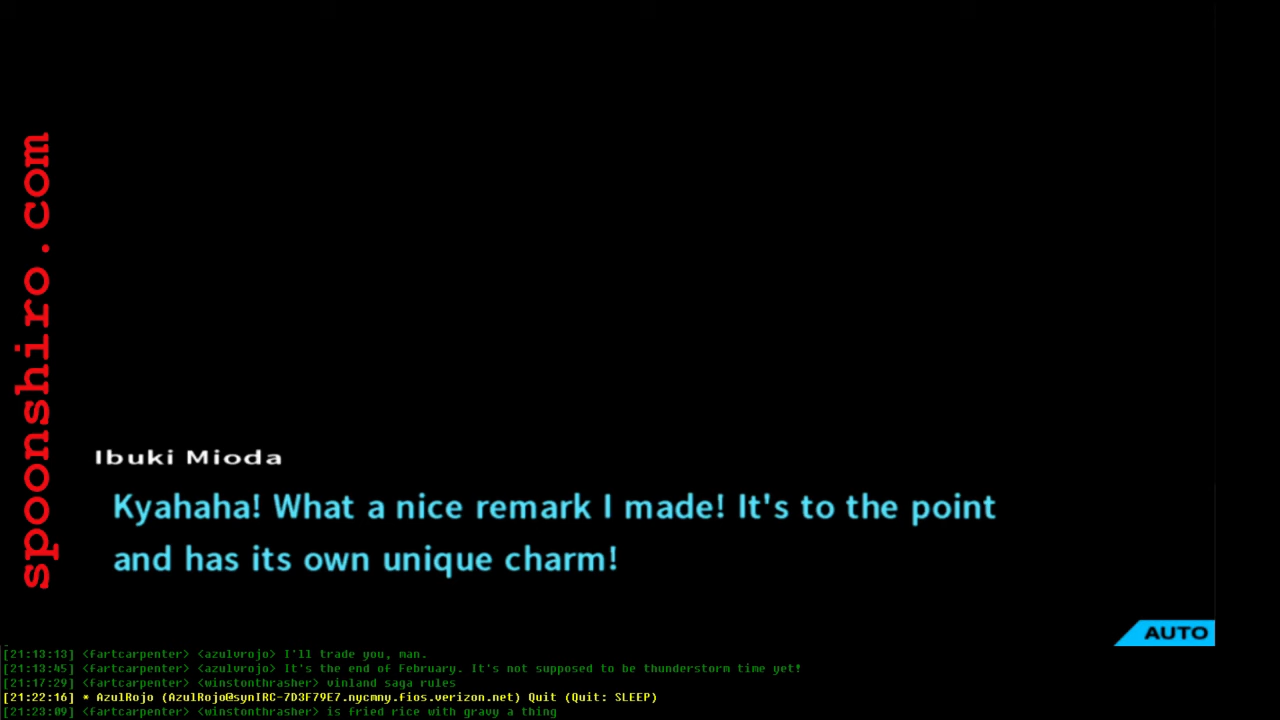 spoonshiro.com
Ibuki Mioda
Kyahaha! What a nice remark I made! It's to the point
and has its own unique charm!
AUTO
[21:13:13] <fartcarpenter> <azulvrojo> I'll trade you, man.
[21:13:45] <fartcarpenter> <azulvrojo> It's the end of February. It's not supposed to be thunderstorm time yet!
[21:17:29] <fartcarpenter> <winstonthrasher> vinland saga rules
[21:22:16] * AzulRojo (AzulRojo@synIRC-7D3F79E7.nycmny.fios.verizon.net) Quit (Quit: SLEEP)
[21:23:09] <fartcarpenter> <winstonthrasher> is fried rice with gravy a thing